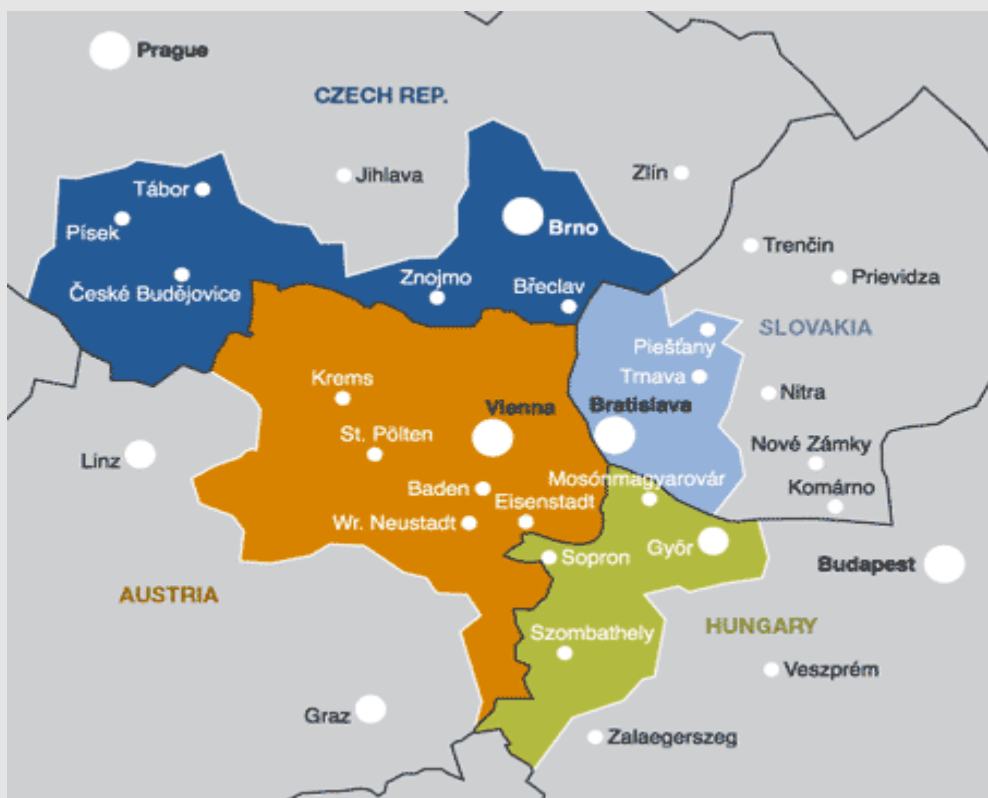 Prague
CZECH REP.
Jihlava
Zlín
Tábor
Písek
Brno
Trenčin
Znojmo
Břeclav
Prievidza
České Budějovice
SLOVAKIA
Piešťany
Trnava
Krems
Nitra
Vienna
Bratislava
St. Pölten
Nové Zámky
Linz
Mosónmagyarovár
Komárno
Baden
Eisenstadt
Wr. Neustadt
Győr
Sopron
Budapest
AUSTRIA
HUNGARY
Szombathely
Veszprém
Graz
Zalaegerszeg